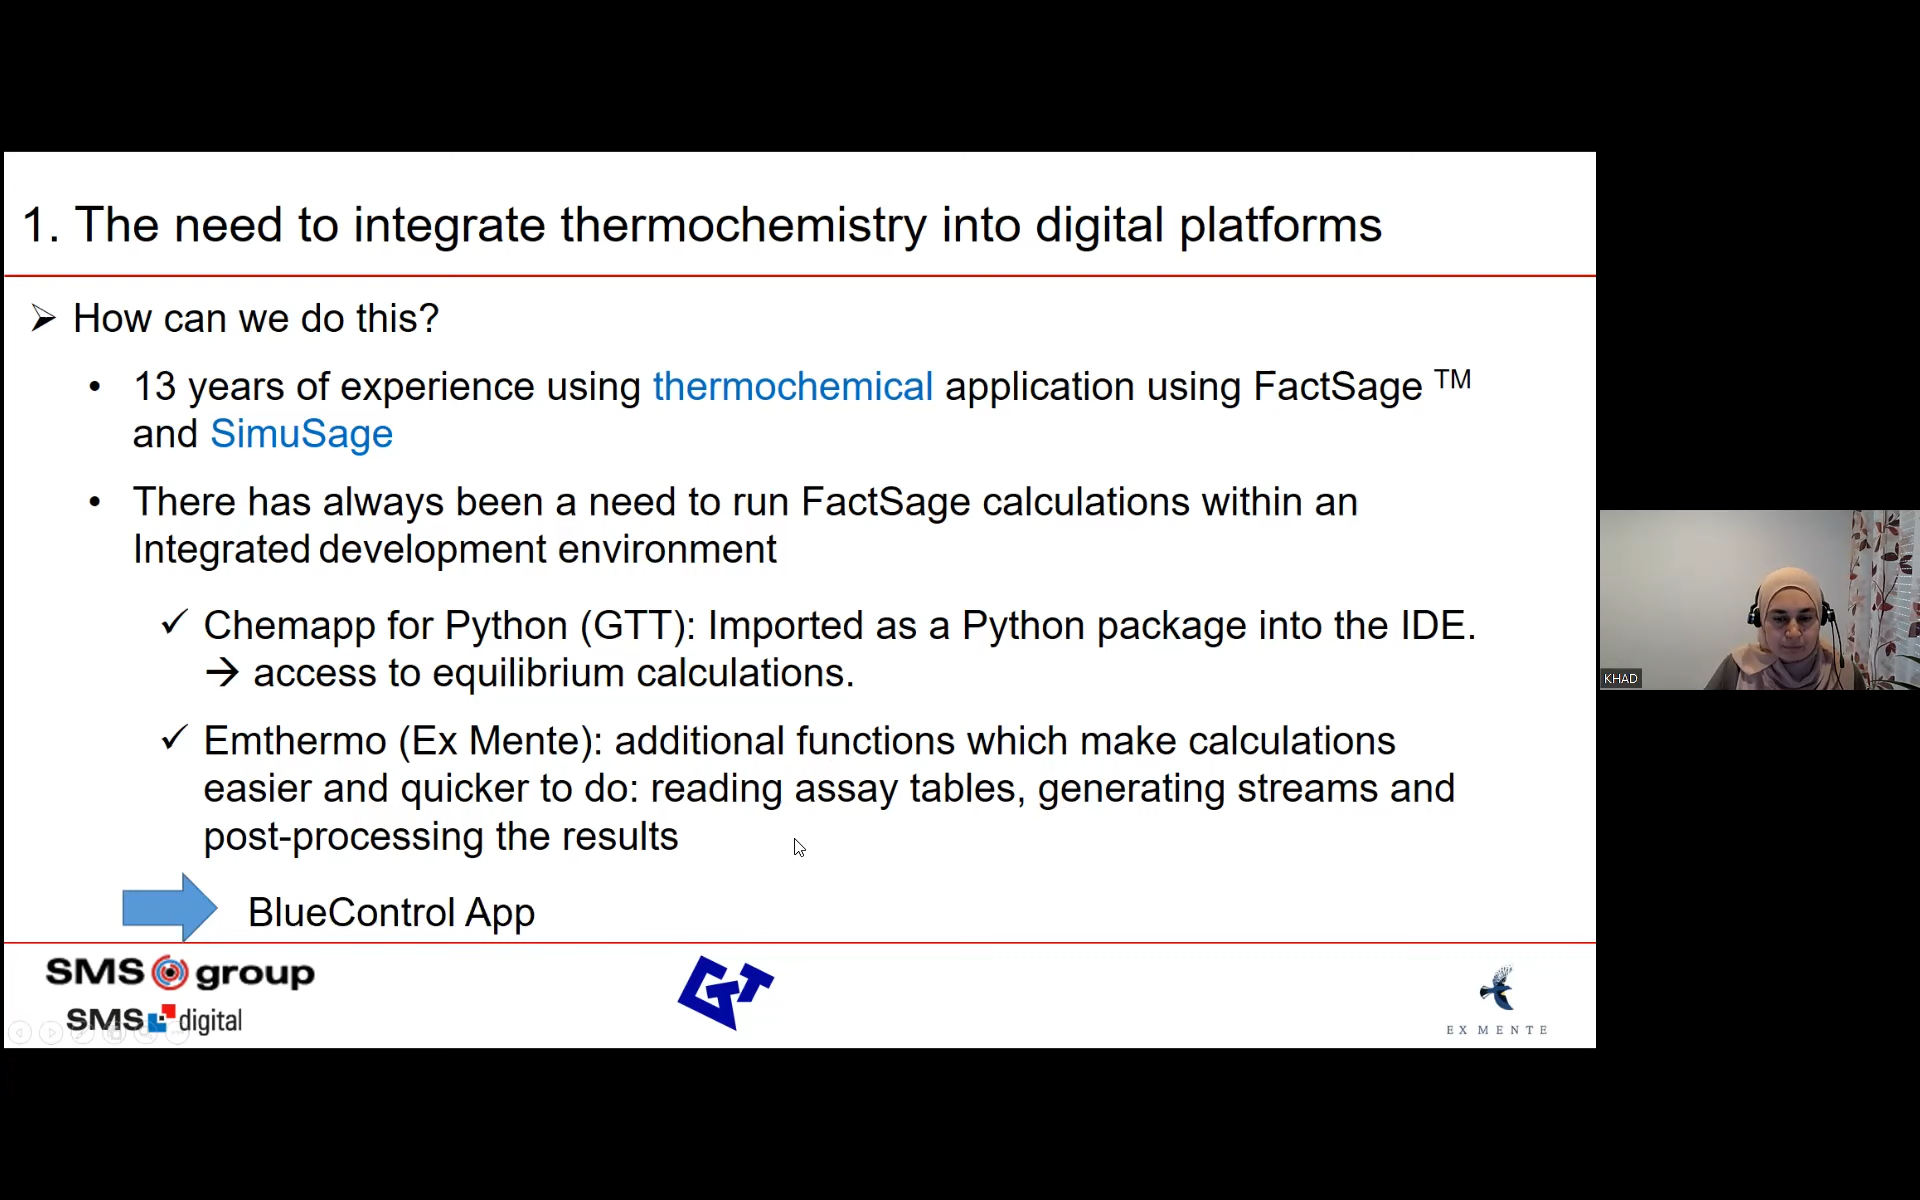 1. The need to integrate thermochemistry into digital platforms
➢ How can we do this?
• 13 years of experience using thermochemical application using FactSage TM
and SimuSage
• There has always been a need to run FactSage calculations within an
Integrated development environment
✓ Chemapp for Python (GTT): Imported as a Python package into the IDE.
→ access to equilibrium calculations.
✓ Emthermo (Ex Mente): additional functions which make calculations
easier and quicker to do: reading assay tables, generating streams and
post-processing the results
BlueControl App
SMS group
SMS digital
GTT
EX MENTE
KHAD